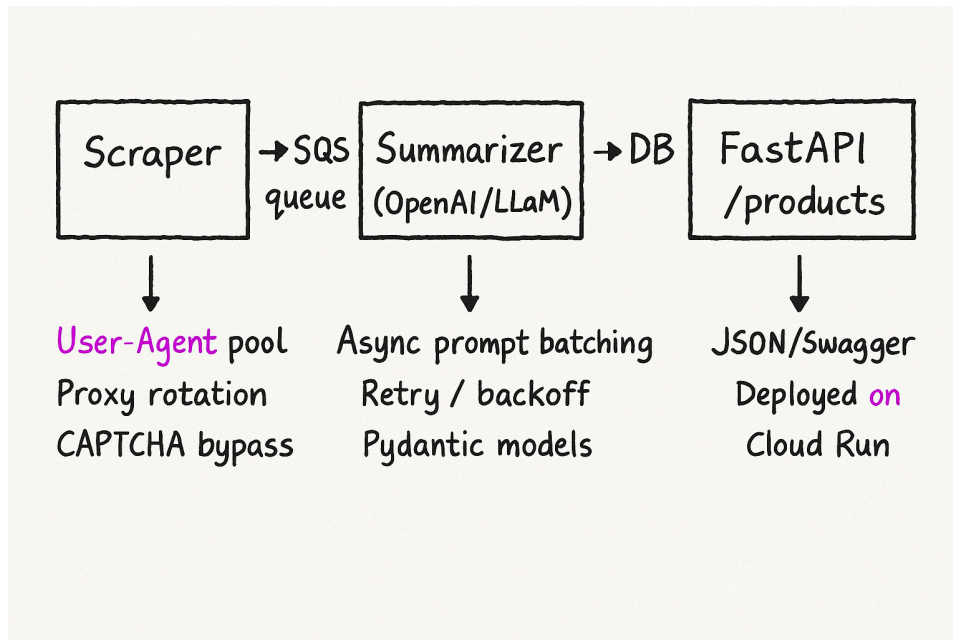 Scraper
→SQS
queue
Summarizer
(OpenAI/LLaM)
→DB
FastAPI
/products
User-Agent pool
Proxy rotation
CAPTCHA bypass
Async prompt batching
Retry / backoff
Pydantic models
JSON/Swagger
Deployed on
Cloud Run